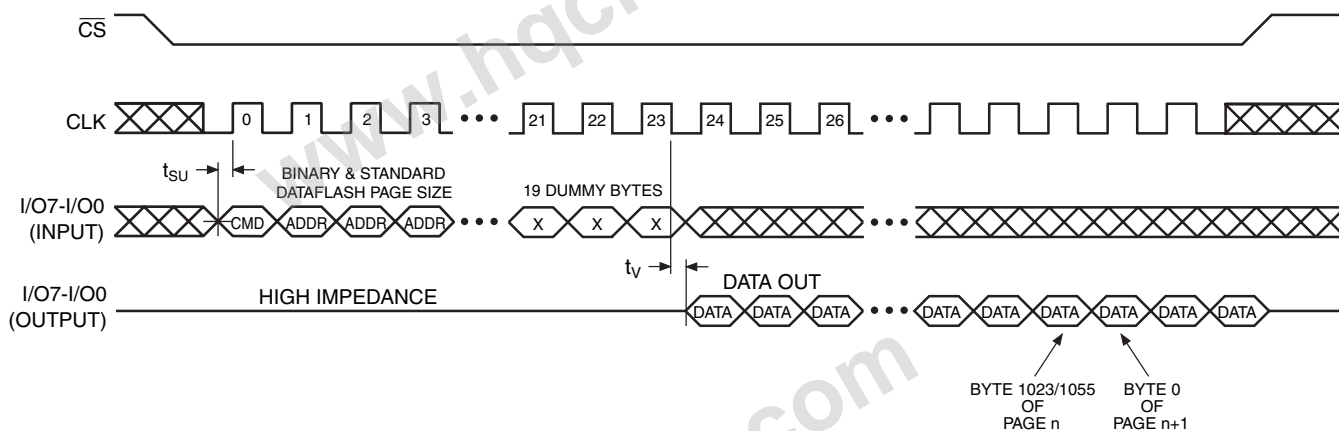 CS
CLK
0 1 2 3 ••• 21 22 23 24 25 26 •••
tSU
BINARY & STANDARD
DATAFLASH PAGE SIZE
19 DUMMY BYTES
I/O7-I/O0
(INPUT)
CMD ADDR ADDR ADDR ••• X X X •••
tV
DATA OUT
I/O7-I/O0
(OUTPUT)
HIGH IMPEDANCE
DATA DATA DATA ••• DATA DATA DATA DATA DATA DATA
BYTE 1023/1055
OF
PAGE n
BYTE 0
OF
PAGE n+1
www.hqch
com